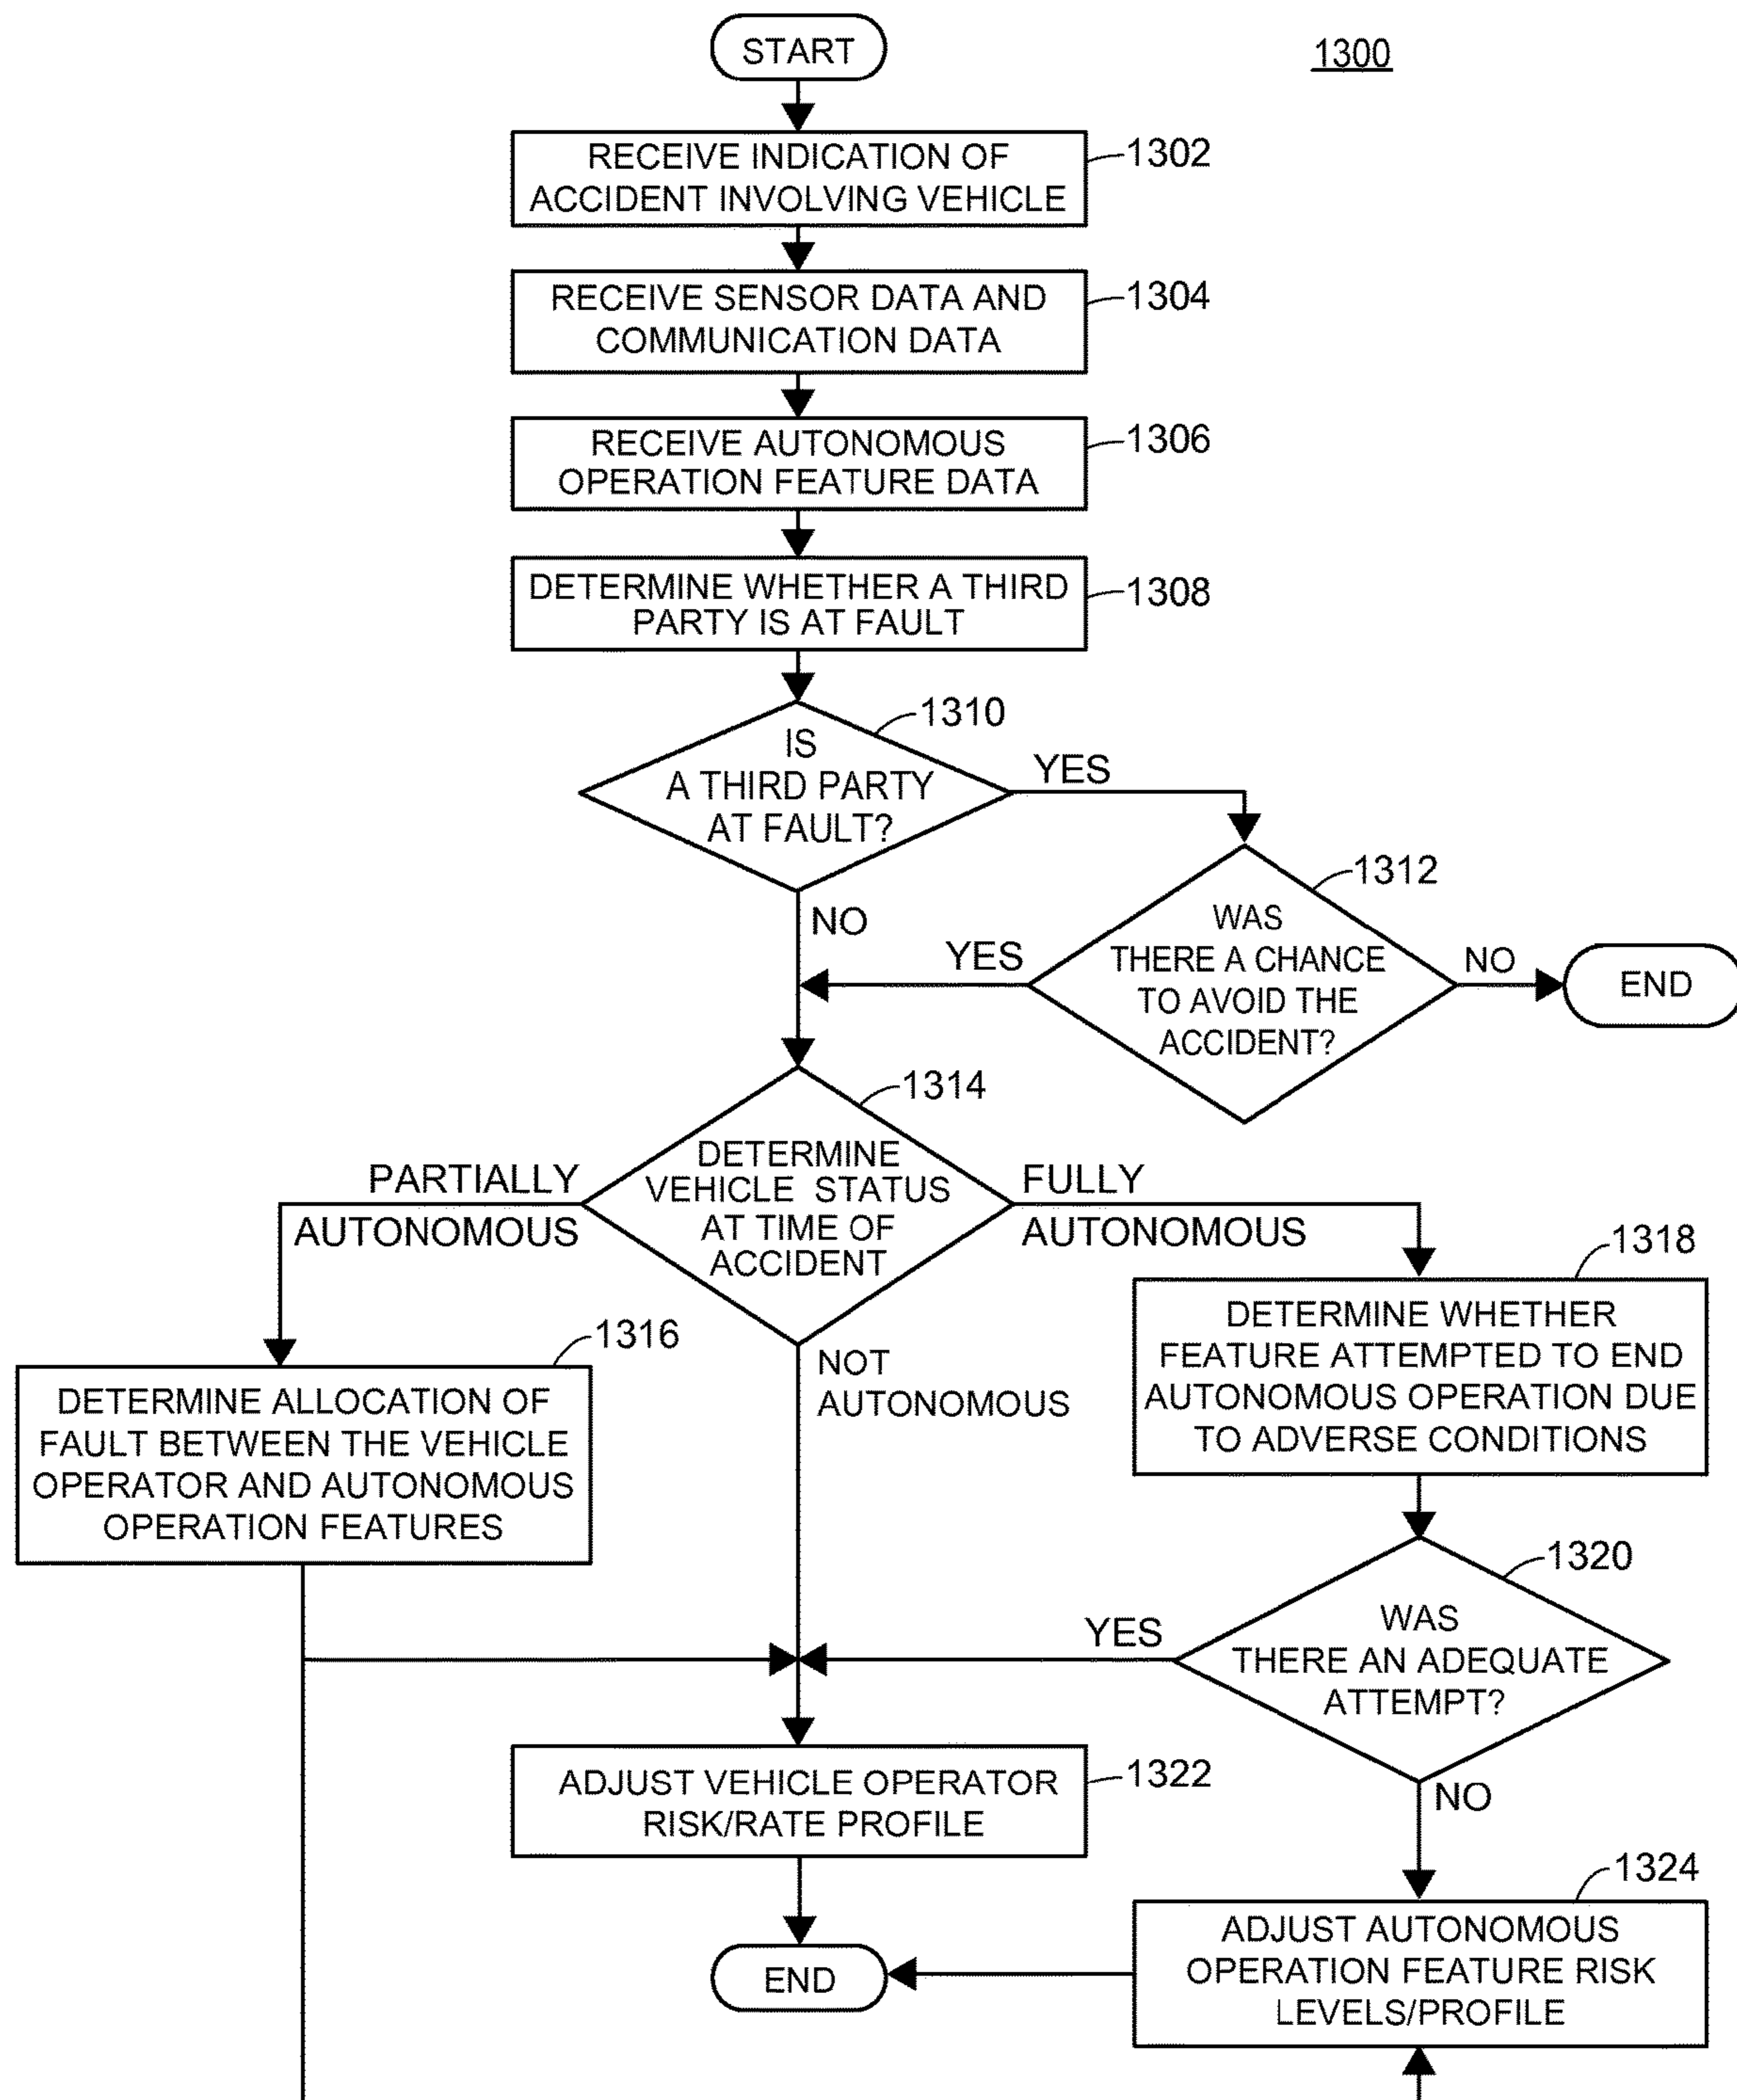 START
1300
RECEIVE INDICATION OF
ACCIDENT INVOLVING VEHICLE
1302
RECEIVE SENSOR DATA AND
COMMUNICATION DATA
1304
RECEIVE AUTONOMOUS
OPERATION FEATURE DATA
1306
DETERMINE WHETHER A THIRD
PARTY IS AT FAULT
1308
1310
IS
A THIRD PARTY
AT FAULT?
YES
NO
1312
WAS
THERE A CHANCE
TO AVOID THE
ACCIDENT?
YES
NO
END
1314
DETERMINE
VEHICLE STATUS
AT TIME OF
ACCIDENT
PARTIALLY
AUTONOMOUS
FULLY
AUTONOMOUS
NOT
AUTONOMOUS
1316
DETERMINE ALLOCATION OF
FAULT BETWEEN THE VEHICLE
OPERATOR AND AUTONOMOUS
OPERATION FEATURES
1318
DETERMINE WHETHER
FEATURE ATTEMPTED TO END
AUTONOMOUS OPERATION DUE
TO ADVERSE CONDITIONS
1320
WAS
THERE AN ADEQUATE
ATTEMPT?
YES
NO
ADJUST VEHICLE OPERATOR
RISK/RATE PROFILE
1322
1324
ADJUST AUTONOMOUS
OPERATION FEATURE RISK
LEVELS/PROFILE
END